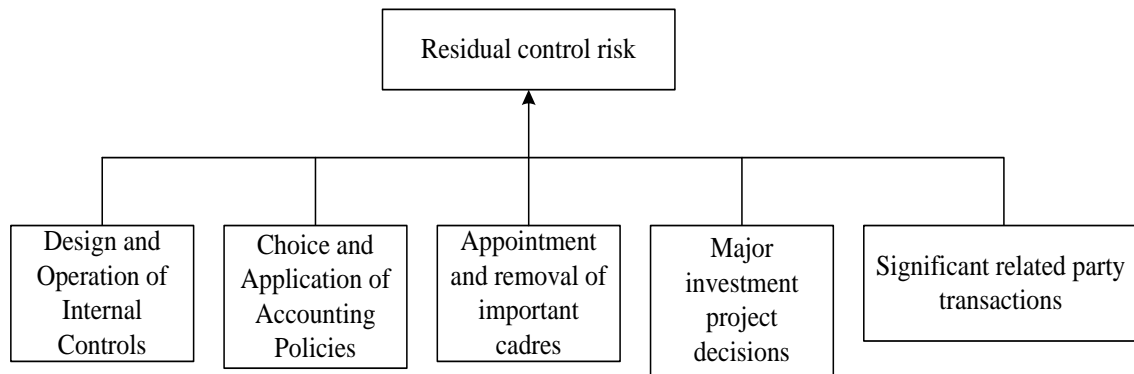 Residual control risk
Design and
Operation of
Internal
Controls
Choice and
Application of
Accounting
Policies
Appointment
and removal of
important
cadres
Major
investment
project
decisions
Significant related party
transactions